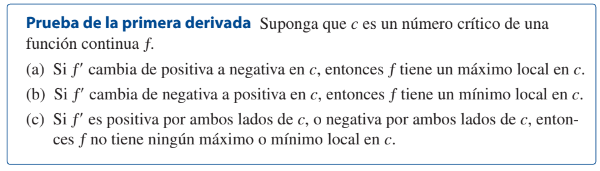 Prueba de la primera derivada Suponga que c es un número crítico de una
función continua f.
(a) Si f′ cambia de positiva a negativa en c, entonces f tiene un máximo local en c.
(b) Si f′ cambia de negativa a positiva en c, entonces f tiene un mínimo local en c.
(c) Si f′ es positiva por ambos lados de c, o negativa por ambos lados de c, enton-
ces f no tiene ningún máximo o mínimo local en c.